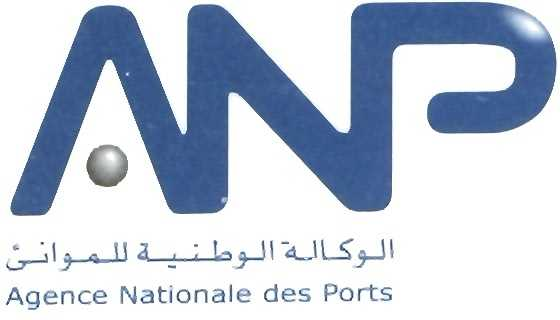 ANP
الوكالة الوطنية للموانئ
Agence Nationale des Ports